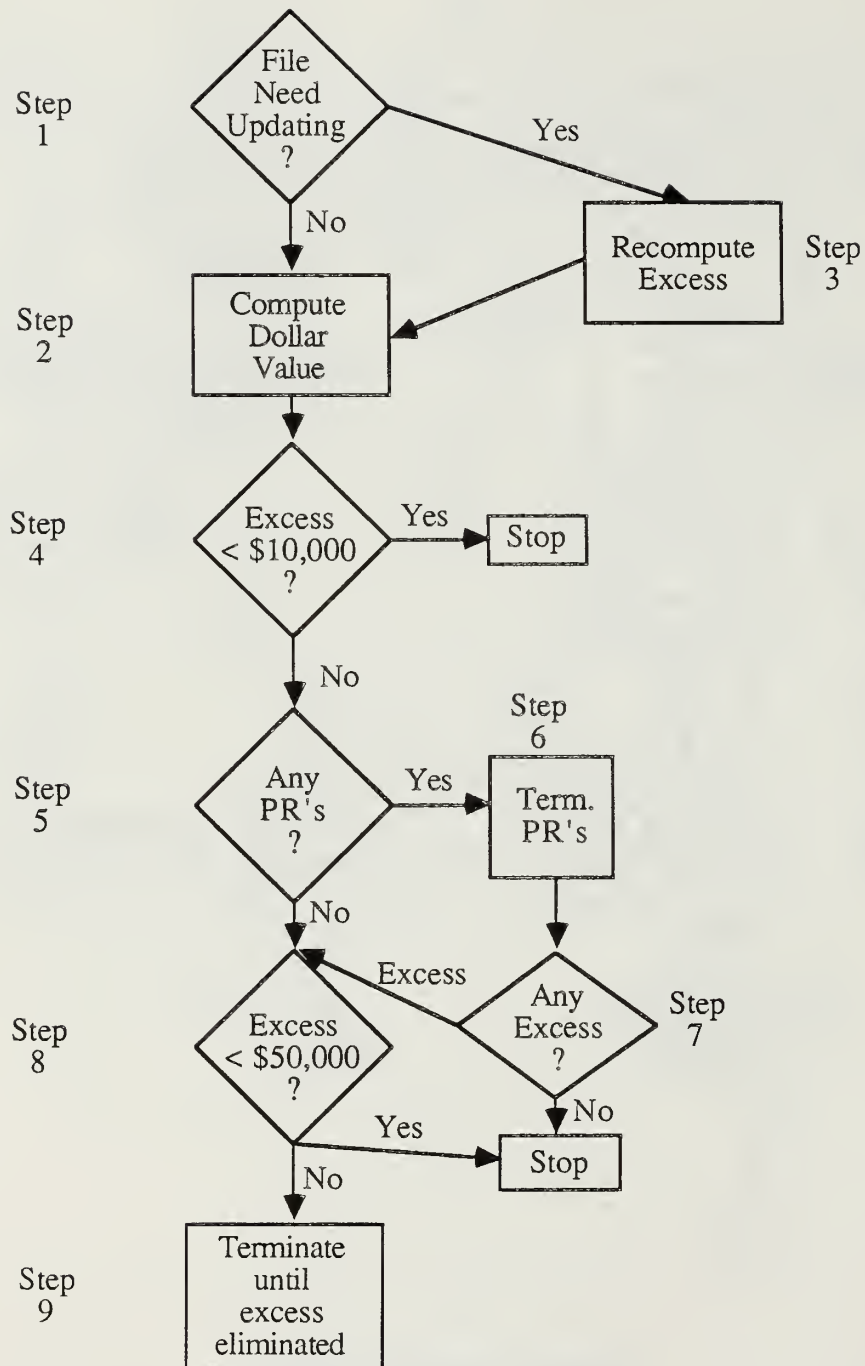 File
Need
Updating
?
Step
1
Yes
No
Recompute
Excess
Step
3
Step
2
Compute
Dollar
Value
Step
4
Excess
< $10,000
?
Yes
Stop
No
Step
6
Step
5
Any
PR's
?
Yes
Term.
PR's
No
Excess
Step
8
Excess
< $50,000
?
Any
Excess
?
Step
7
No
Yes
Stop
No
Step
9
Terminate
until
excess
eliminated